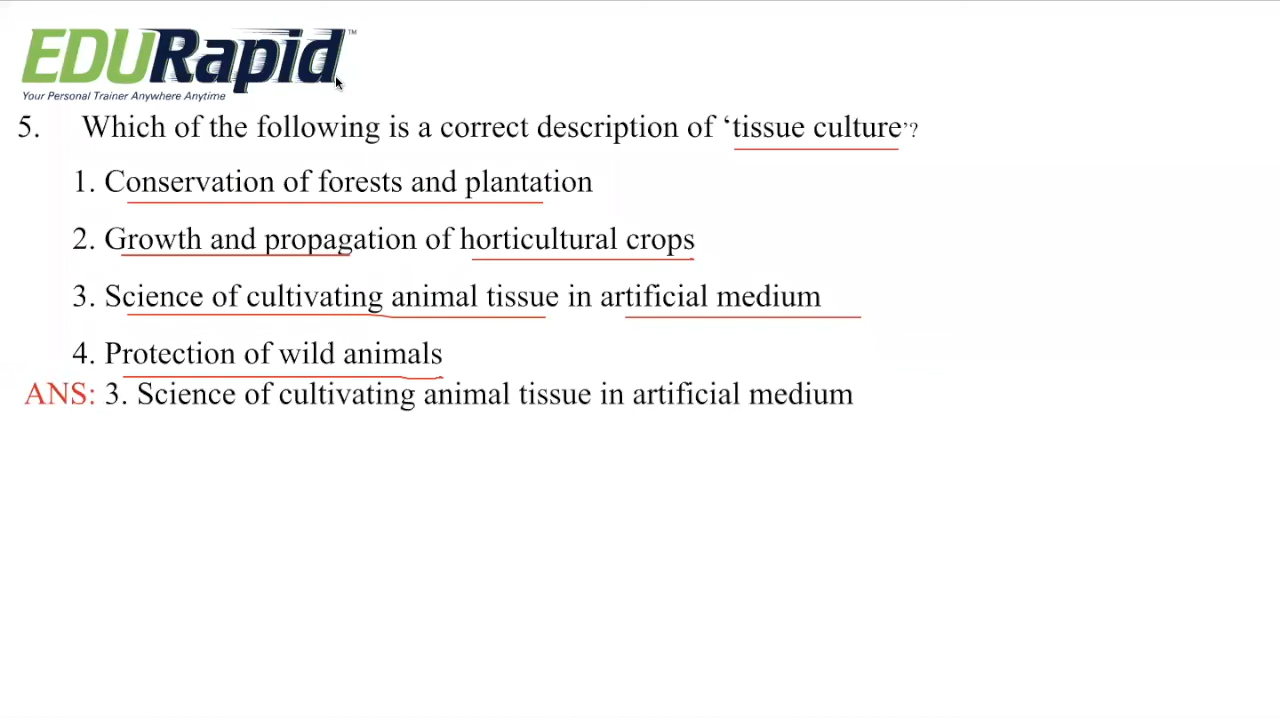 EDURapid™
Your Personal Trainer Anywhere Anytime
5. Which of the following is a correct description of ‘tissue culture’?
1. Conservation of forests and plantation
2. Growth and propagation of horticultural crops
3. Science of cultivating animal tissue in artificial medium
4. Protection of wild animals
ANS: 3. Science of cultivating animal tissue in artificial medium